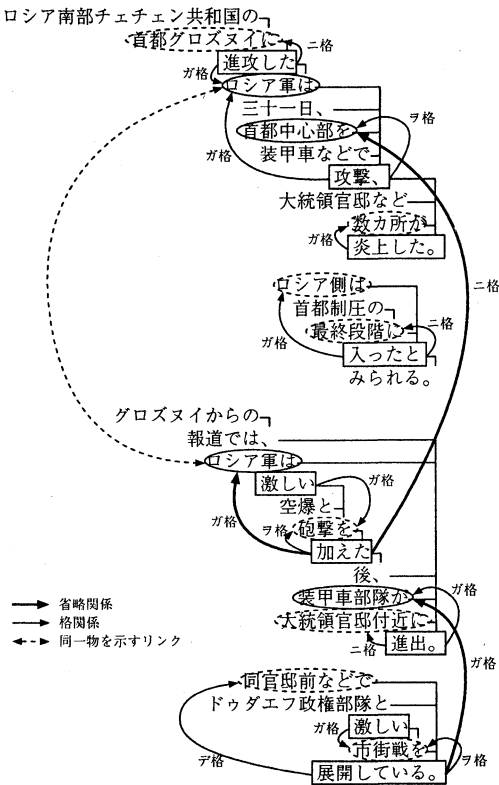 ロシア南部チェチェン共和国の
首都グロズヌイに
ニ格
進攻した
ガ格
ロシア軍は
三十一日、
ヲ格
首都中心部を
ガ格
装甲車などで
攻撃、
大統領官邸など
数カ所が
ガ格
炎上した。
ニ格
ロシア側は
首都制圧の
最終段階に
ニ格
ガ格
入ったと
みられる。
グロズヌイからの
報道では、
ロシア軍は
激しい
ガ格
空爆と
ガ格
ヲ格
砲撃を
加えた
後、
装甲車部隊が
ガ格
大統領官邸付近に
ニ格
進出。
ガ格
同官邸前などで
ドゥダエフ政権部隊と
ガ格
激しい
市街戦を
デ格
ヲ格
展開している。
省略関係
格関係
同一物を示すリンク